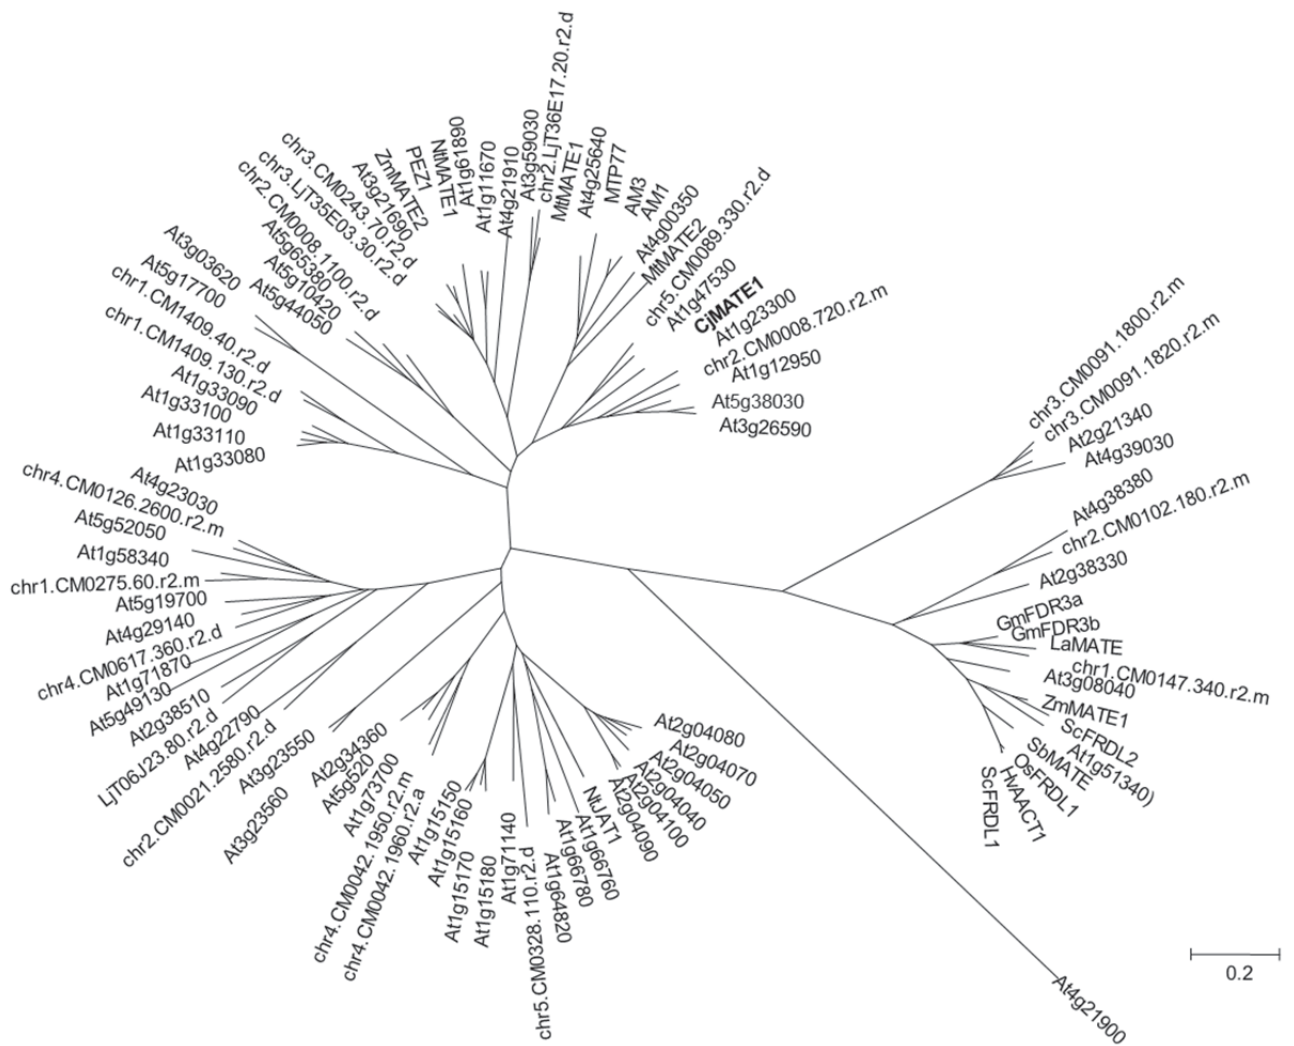 chr2.LjT36E17.20.r2.d
At3g59030
At4g21910
At1g11670
At1g61890
NtMATE1
PEZ1
ZmMATE2
At3g21690
chr3.CM0243.70.r2.d
chr3.LjT35E03.30.r2.d
chr2.CM0008.1100.r2.d
At5g65380
At5g10420
At5g44050
At3g03620
At5g17700
chr1.CM1409.40.r2.d
chr1.CM1409.130.r2.d
At1g33090
At1g33100
At1g33110
At1g33080
At4g23030
chr4.CM0126.2600.r2.m
At5g52050
At1g58340
chr1.CM0275.60.r2.m
At5g19700
At4g29140
chr4.CM0617.360.r2.d
At1g71870
At5g49130
At2g38510
LjT06J23.80.r2.d
At4g22790
chr2.CM0021.2580.r2.d
At3g23550
At3g23560
At2g34360
At5g520
At1g73700
chr4.CM0042.1950.r2.m
chr4.CM0042.1960.r2.a
At1g15150
At1g15160
At1g15170
At1g15180
At1g71140
chr5.CM0328.110.r2.d
At1g64820
At1g66780
At1g66760
NtJAT1
At2g04090
At2g04100
At2g04040
At2g04050
At2g04070
At2g04080
At4g21900
ScFRDL1
HvAACT1
OsFRDL1
SbMATE
At1g51340)
ScFRDL2
ZmMATE1
At3g08040
chr1.CM0147.340.r2.m
LaMATE
GmFDR3b
GmFDR3a
At2g38330
chr2.CM0102.180.r2.m
At4g38380
At4g39030
At2g21340
chr3.CM0091.1820.r2.m
chr3.CM0091.1800.r2.m
At3g26590
At5g38030
At1g12950
chr2.CM0008.720.r2.m
At1g23300
CjMATE1
At1g47530
chr5.CM0089.330.r2.d
MtMATE2
At4g00350
AM1
AM3
MTP77
At4g25640
MtMATE1
0.2